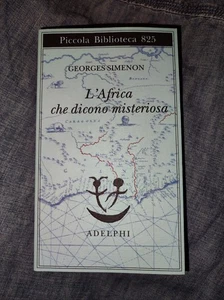 Piccola Biblioteca 825
GEORGES SIMENON
L'Africa
che dicono misteriosa
ADELPHI